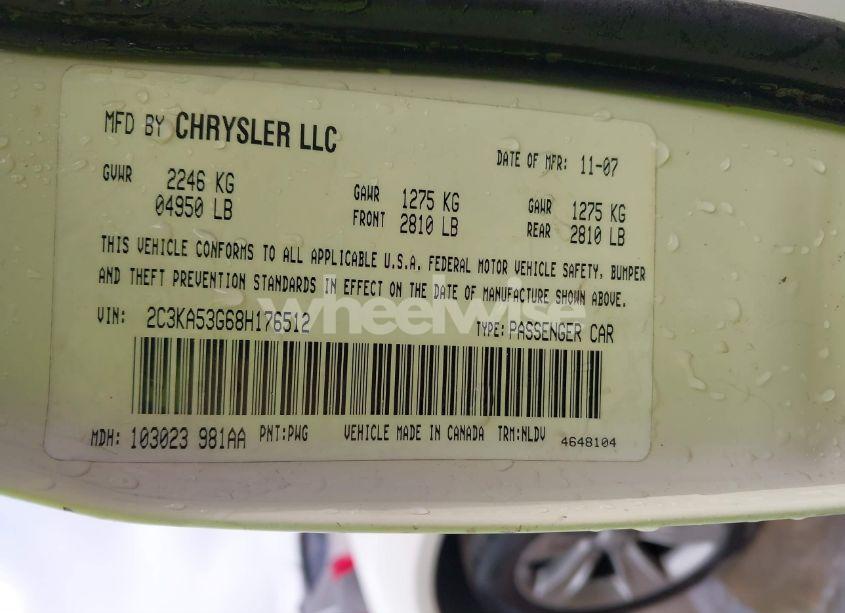 MFD BY CHRYSLER LLC
DATE OF MFR: 11-07
GVWR 2246 KG GAWR 1275 KG GAWR 1275 KG
04950 LB FRONT 2810 LB REAR 2810 LB
THIS VEHICLE CONFORMS TO ALL APPLICABLE U.S.A. FEDERAL MOTOR VEHICLE SAFETY, BUMPER
AND THEFT PREVENTION STANDARDS IN EFFECT ON THE DATE OF MANUFACTURE SHOWN ABOVE.
wheelwise
VIN: 2C3KA53G68H176512 TYPE: PASSENGER CAR
MDH: 103023 981AA PNT:PWG VEHICLE MADE IN CANADA TRM:NLDV 4648104